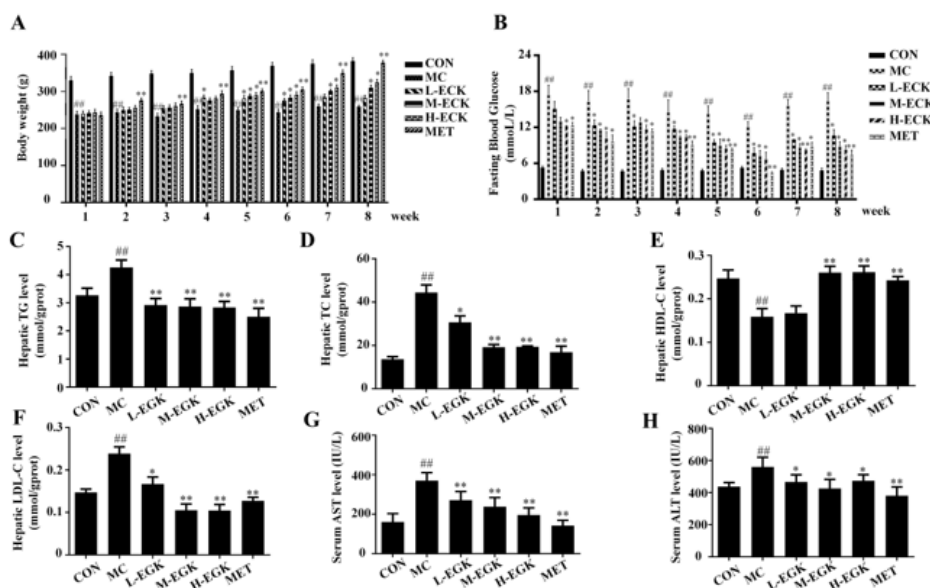 A
Body weight (g)
400
300
200
100
0
## ## ## ## ## ## ## ##
1 2 3 4 5 6 7 8 week
CON
MC
L-ECK
M-ECK
H-ECK
MET
B
Fasting Blood Glucose
(mmoL/L)
24
18
12
6
0
## ## ## ## ## ## ## ##
1 2 3 4 5 6 7 8 week
CON
MC
L-ECK
M-ECK
H-ECK
MET
C
Hepatic TG level
(mmol/gprot)
6
5
4
3
2
1
0
## ** ** ** **
CON MC L-EGK M-EGK H-EGK MET
D
Hepatic TC level
(mmol/gprot)
60
40
20
0
## * ** ** **
CON MC L-EGK M-EGK H-EGK MET
E
Hepatic HDL-C level
(mmol/gprot)
0.3
0.2
0.1
0
## ** ** **
CON MC L-EGK M-EGK H-EGK MET
F
Hepatic LDL-C level
(mmol/gprot)
0.3
0.2
0.1
0
## * ** ** **
CON MC L-EGK M-EGK H-EGK MET
G
Serum AST level (IU/L)
600
400
200
0
## ** ** ** **
CON MC L-EGK M-EGK H-EGK MET
H
Serum ALT level (IU/L)
800
600
400
200
0
## * * * **
CON MC L-EGK M-EGK H-EGK MET